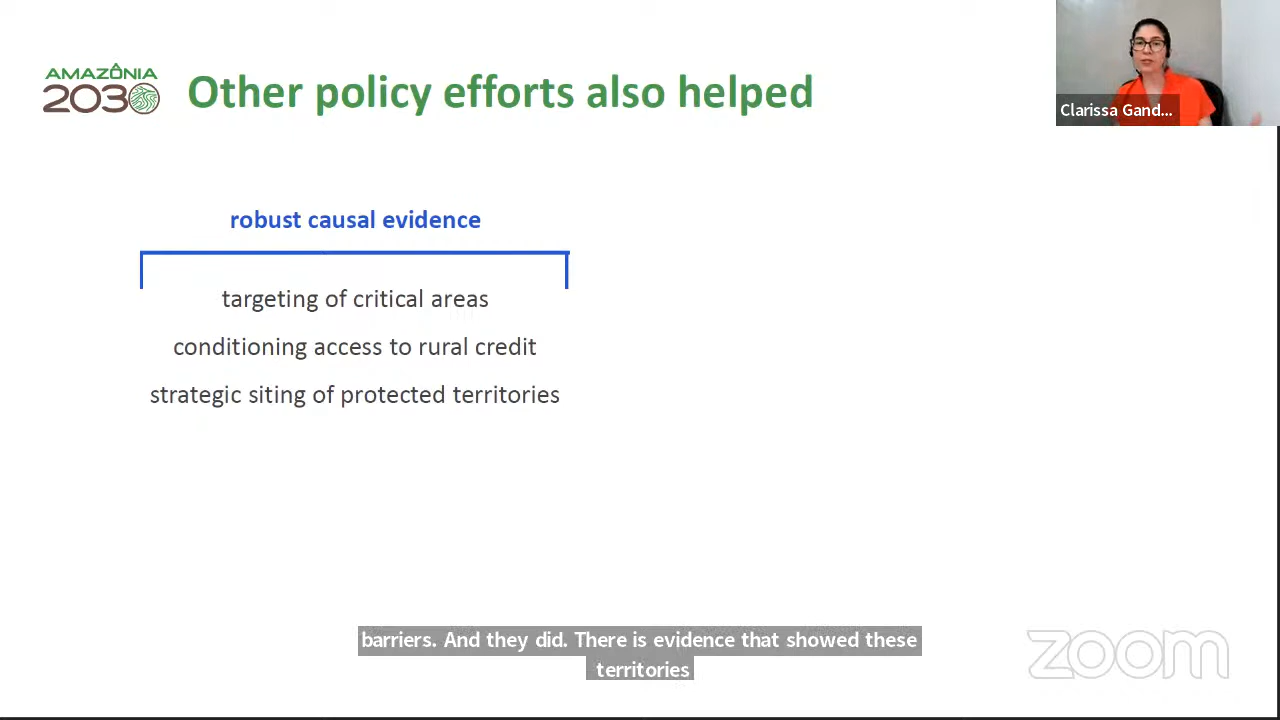 AMAZÔNIA
2030
Other policy efforts also helped
Clarissa Gand...
robust causal evidence
targeting of critical areas
conditioning access to rural credit
strategic siting of protected territories
barriers. And they did. There is evidence that showed these
territories
zoom